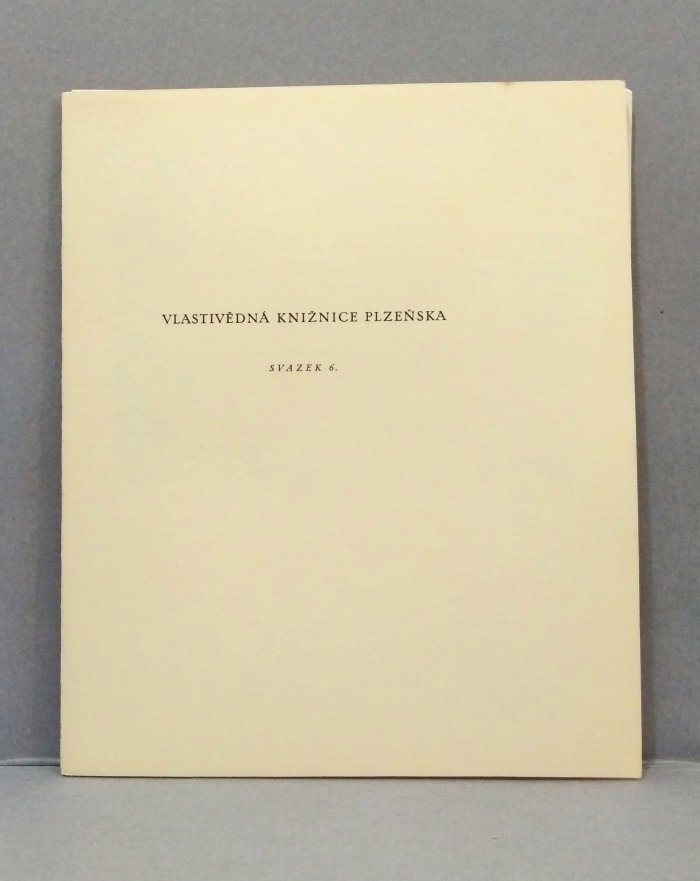 VLASTIVĚDNÁ KNIŽNICE PLZEŇSKA
SVAZEK 6.